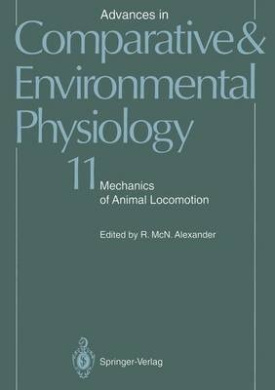 Advances in
Comparative &
Environmental
Physiology
11 Mechanics
of Animal Locomotion
Edited by R. McN. Alexander
Springer-Verlag